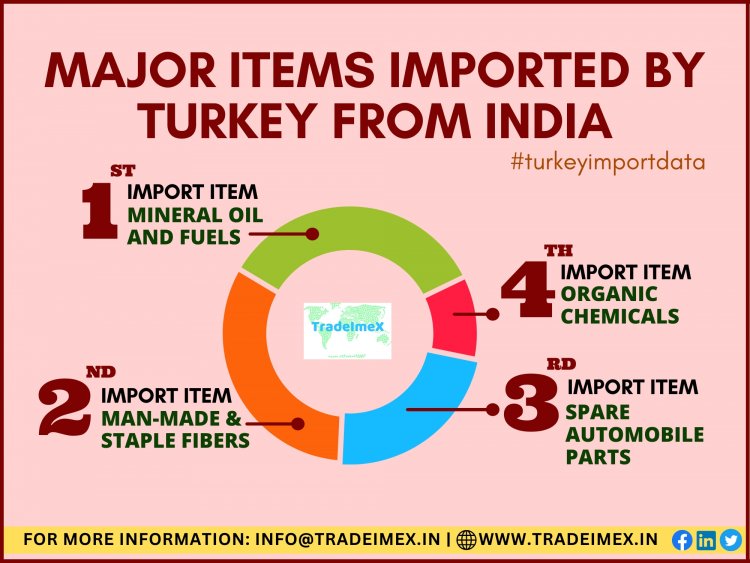 MAJOR ITEMS IMPORTED BY
TURKEY FROM INDIA
#turkeyimportdata
1ST
IMPORT ITEM
MINERAL OIL
AND FUELS
4TH
IMPORT ITEM
ORGANIC
CHEMICALS
TradeImeX
2ND
IMPORT ITEM
MAN-MADE &
STAPLE FIBERS
3RD
IMPORT ITEM
SPARE
AUTOMOBILE
PARTS
FOR MORE INFORMATION: INFO@TRADEIMEX.IN | WWW.TRADEIMEX.IN